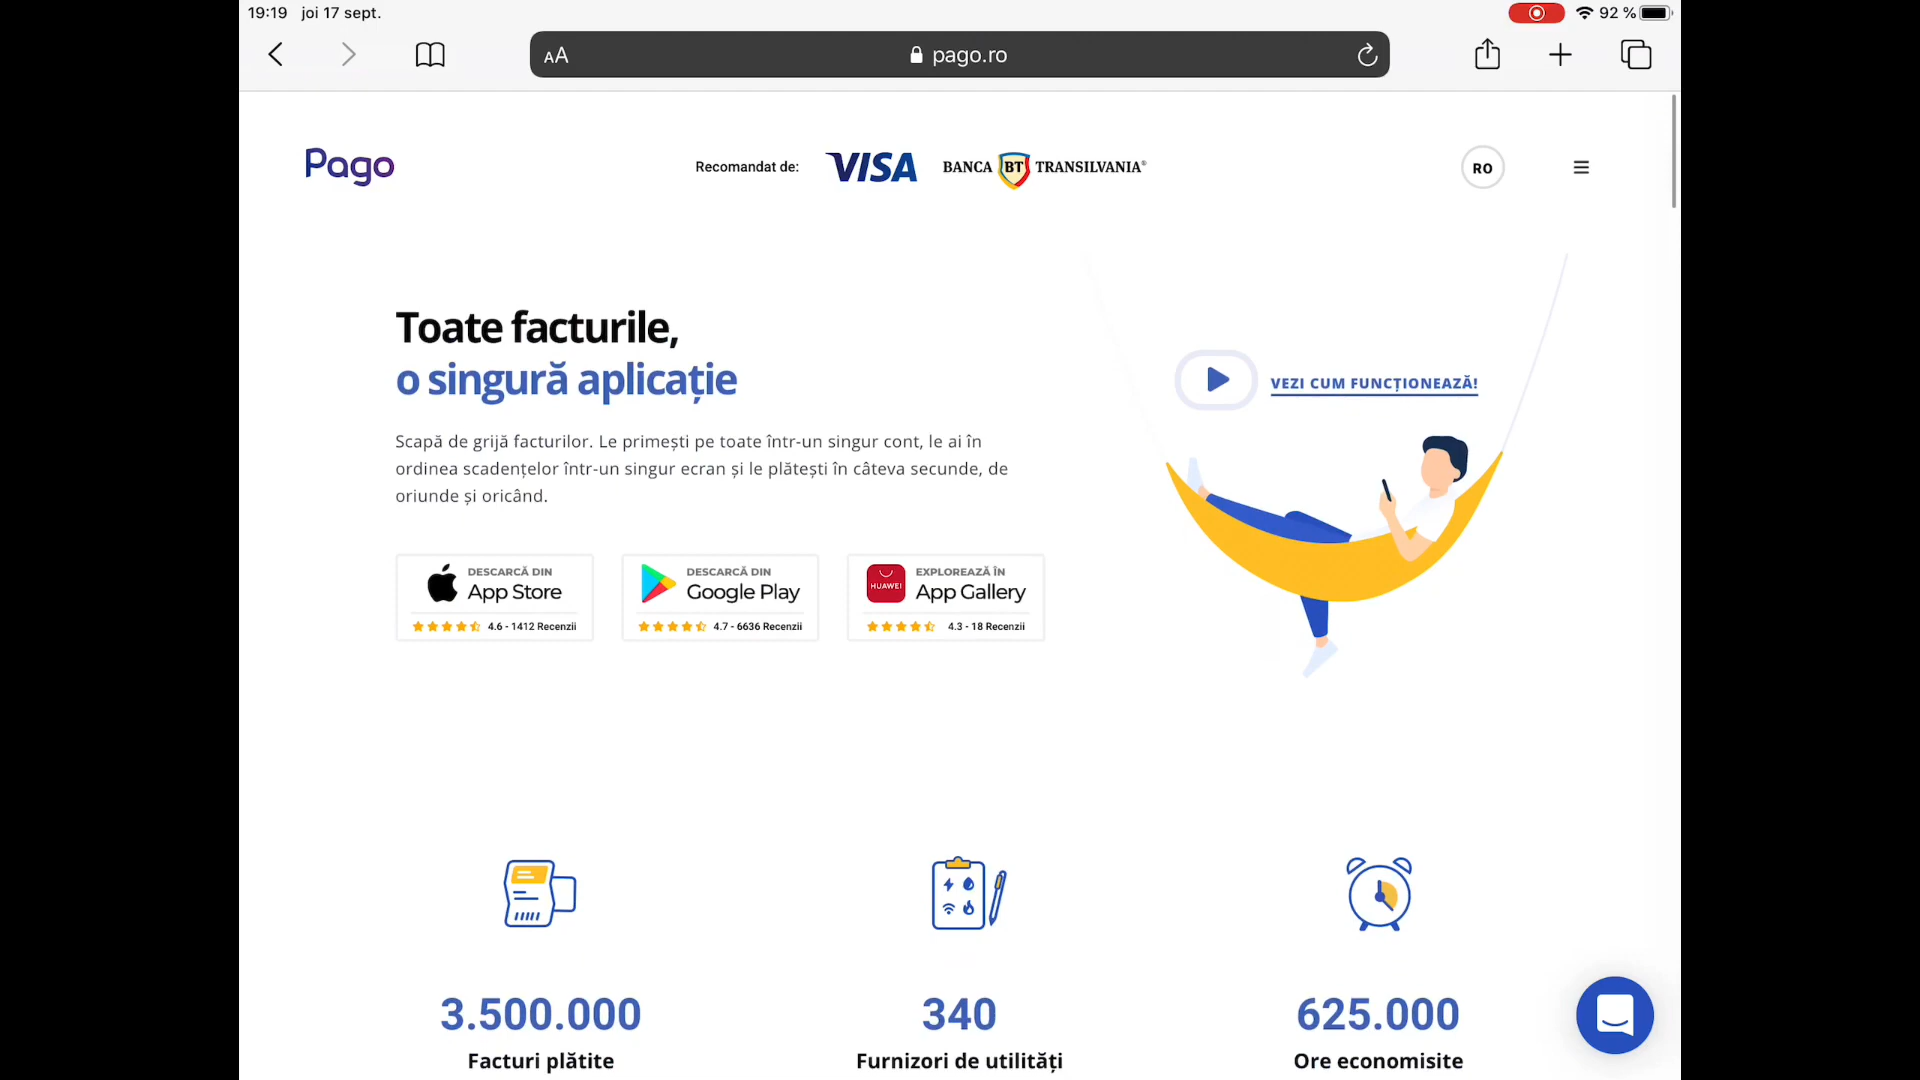 19:19 joi 17 sept.
92 %
AA
pago.ro
Pago
Recomandat de:
VISA
BANCA BT TRANSILVANIA®
RO
Toate facturile,
o singură aplicație
VEZI CUM FUNCȚIONEAZĂ!
Scapă de grijă facturilor. Le primești pe toate într-un singur cont, le ai în
ordinea scadențelor într-un singur ecran și le plătești în câteva secunde, de
oriunde și oricând.
DESCARCĂ DIN
App Store
4.6 - 1412 Recenzii
DESCARCĂ DIN
Google Play
4.7 - 6636 Recenzii
HUAWEI
EXPLOREAZĂ ÎN
App Gallery
4.3 - 18 Recenzii
3.500.000
Facturi plătite
340
Furnizori de utilități
625.000
Ore economisite